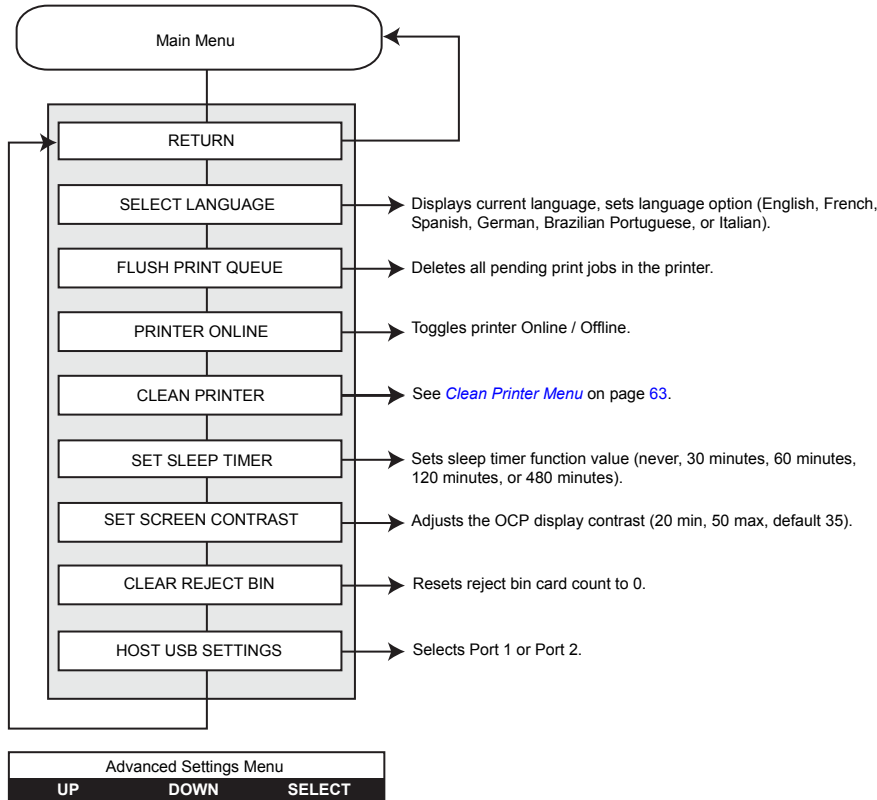 Main Menu
RETURN
SELECT LANGUAGE
Displays current language, sets language option (English, French,
Spanish, German, Brazilian Portuguese, or Italian).
FLUSH PRINT QUEUE
Deletes all pending print jobs in the printer.
PRINTER ONLINE
Toggles printer Online / Offline.
CLEAN PRINTER
See Clean Printer Menu on page 63.
SET SLEEP TIMER
Sets sleep timer function value (never, 30 minutes, 60 minutes,
120 minutes, or 480 minutes).
SET SCREEN CONTRAST
Adjusts the OCP display contrast (20 min, 50 max, default 35).
CLEAR REJECT BIN
Resets reject bin card count to 0.
HOST USB SETTINGS
Selects Port 1 or Port 2.
Advanced Settings Menu
UP DOWN SELECT